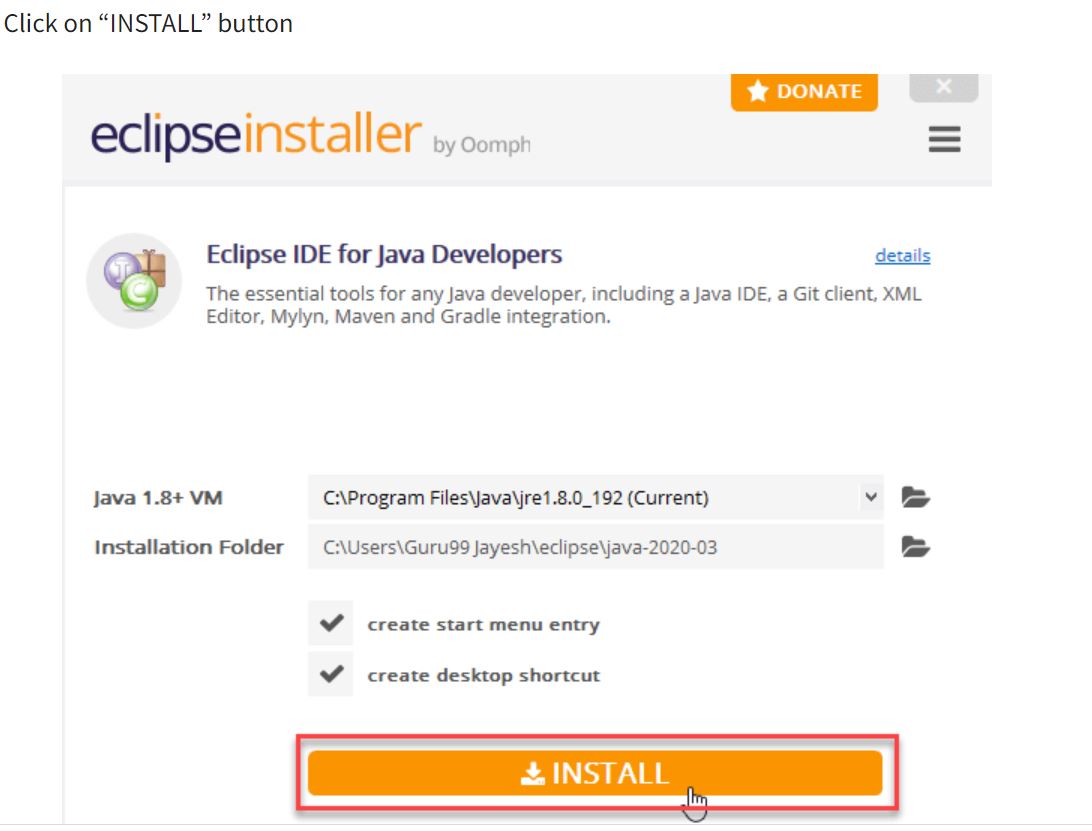 Click on “INSTALL” button
DONATE
eclipseinstaller by Oomph
Eclipse IDE for Java Developers
details
The essential tools for any Java developer, including a Java IDE, a Git client, XML
Editor, Mylyn, Maven and Gradle integration.
Java 1.8+ VM
C:\Program Files\Java\jre1.8.0_192 (Current)
Installation Folder
C:\Users\Guru99 Jayesh\eclipse\java-2020-03
create start menu entry
create desktop shortcut
INSTALL